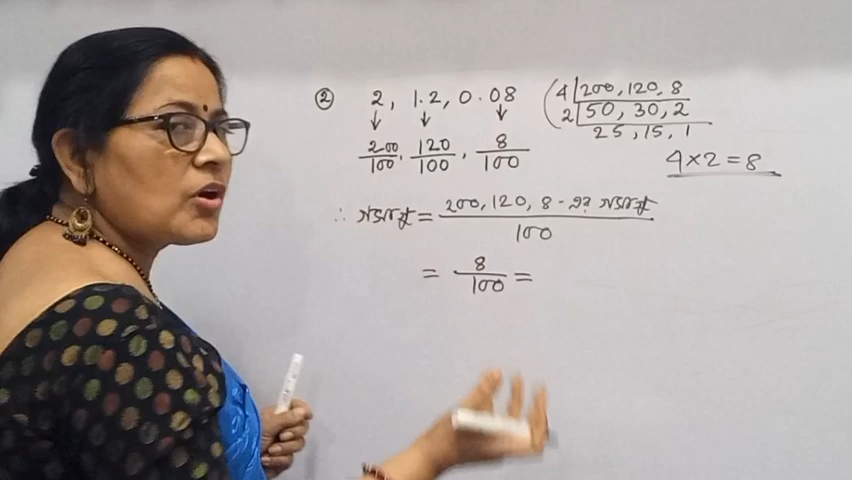 ② 2, 1.2, 0.08
↓ ↓ ↓
200/100, 120/100, 8/100
4 | 200, 120, 8
2 | 50, 30, 2
25, 15, 1
4×2=8
∴ গসাগু = 200, 120, 8-এর গসাগু / 100
= 8/100 =